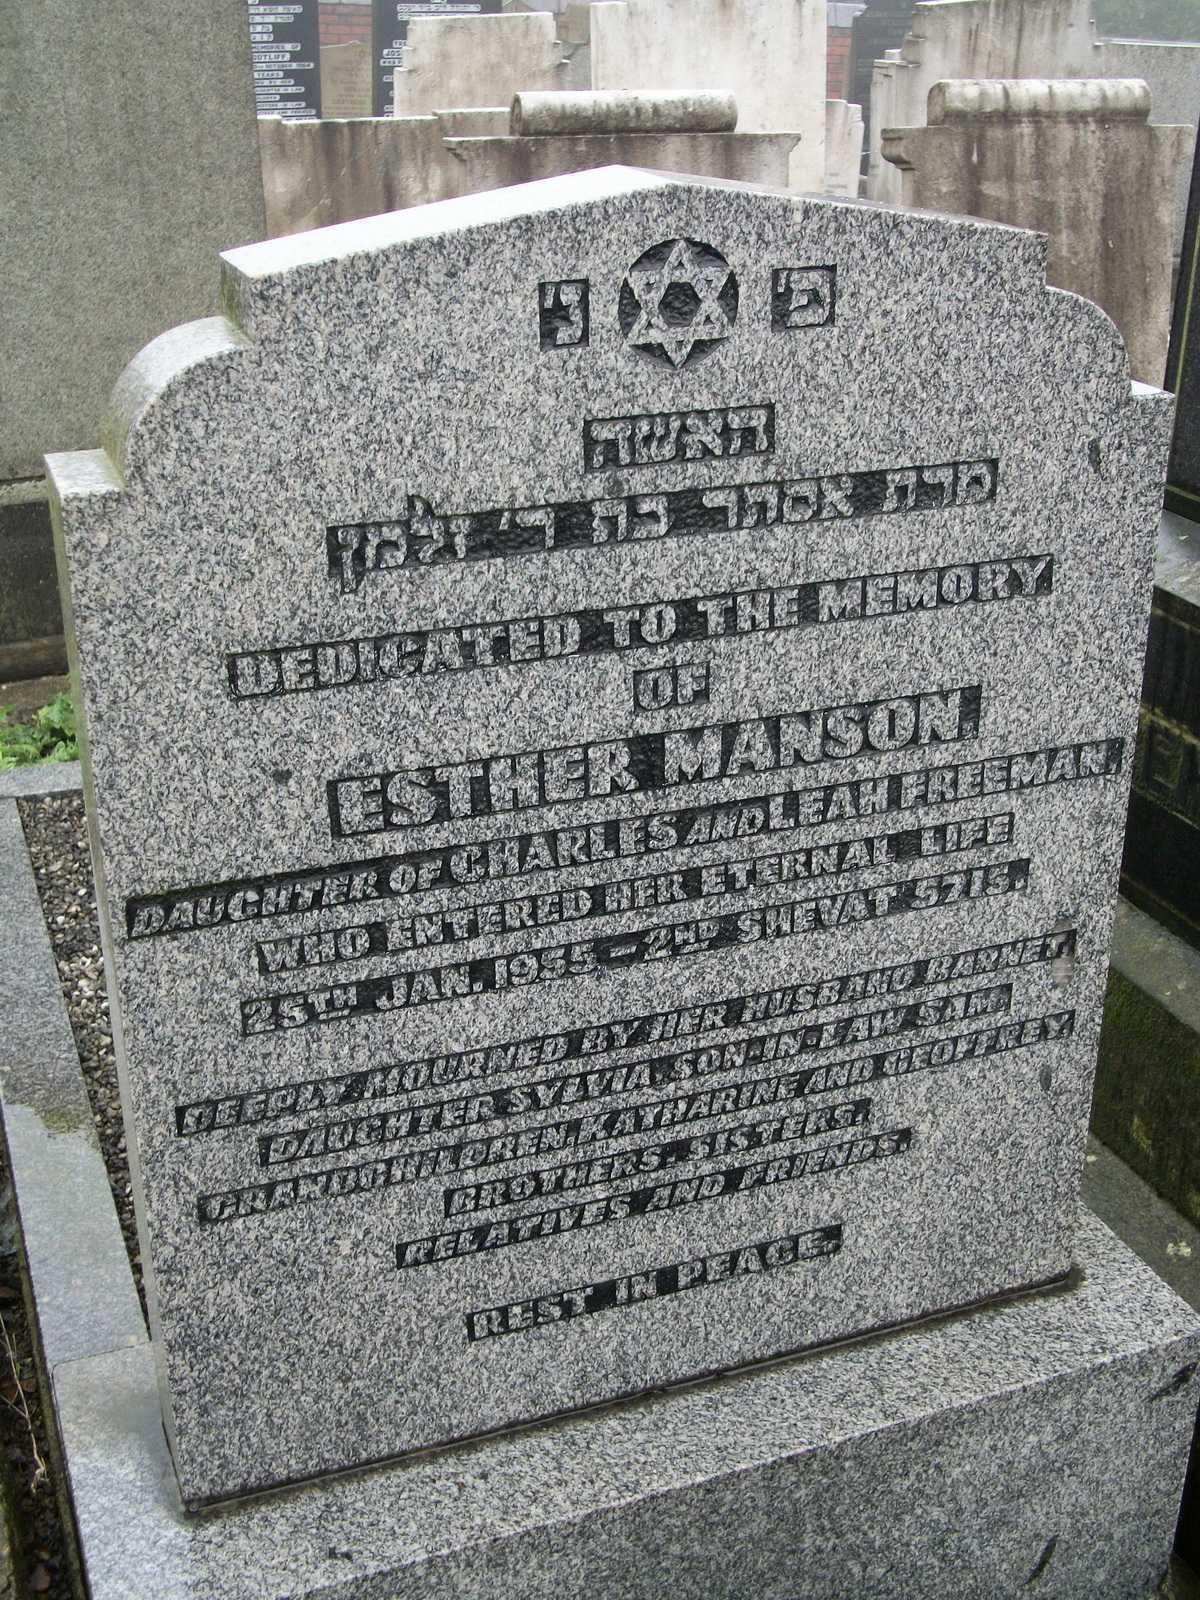 פ' נ'
האשה
מרת אסתר בת ר' זלמן
DEDICATED TO THE MEMORY
OF
ESTHER MANSON.
DAUGHTER OF CHARLES AND LEAH FREEMAN.
WHO ENTERED HER ETERNAL LIFE
25TH JAN. 1955 - 2ND SHEVAT 5715.
DEEPLY MOURNED BY HER HUSBAND BARNET.
DAUGHTER SYLVIA, SON-IN-LAW SAM.
GRANDCHILDREN, KATHARINE AND GEOFFREY.
BROTHERS, SISTERS.
RELATIVES AND FRIENDS.
REST IN PEACE.